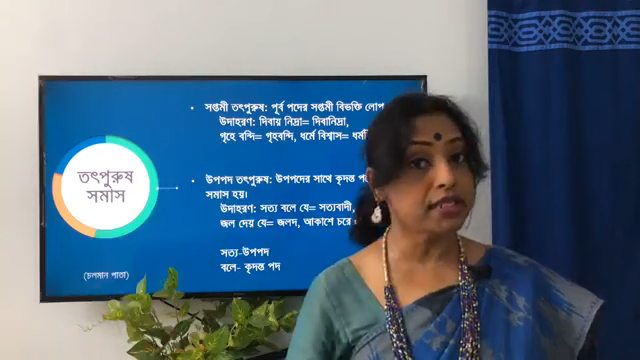 তৎপুরুষ
সমাস
সপ্তমী তৎপুরুষ: পূর্ব পদের সপ্তমী বিভক্তি লোপ
উদাহরণ: দিবায় নিদ্রা= দিবানিদ্রা,
গৃহে বন্দি= গৃহবন্দি, ধর্মে বিশ্বাস=
উপপদ তৎপুরুষ: উপপদের সাথে কৃদন্ত
সমাস হয়।
উদাহরণ: সত্য বলে যে= সত্যবাদী,
জল দেয় যে= জলদ, আকাশে চরে
সত্য-উপপদ
বলে- কৃদন্ত পদ
(চলমান পাতা)